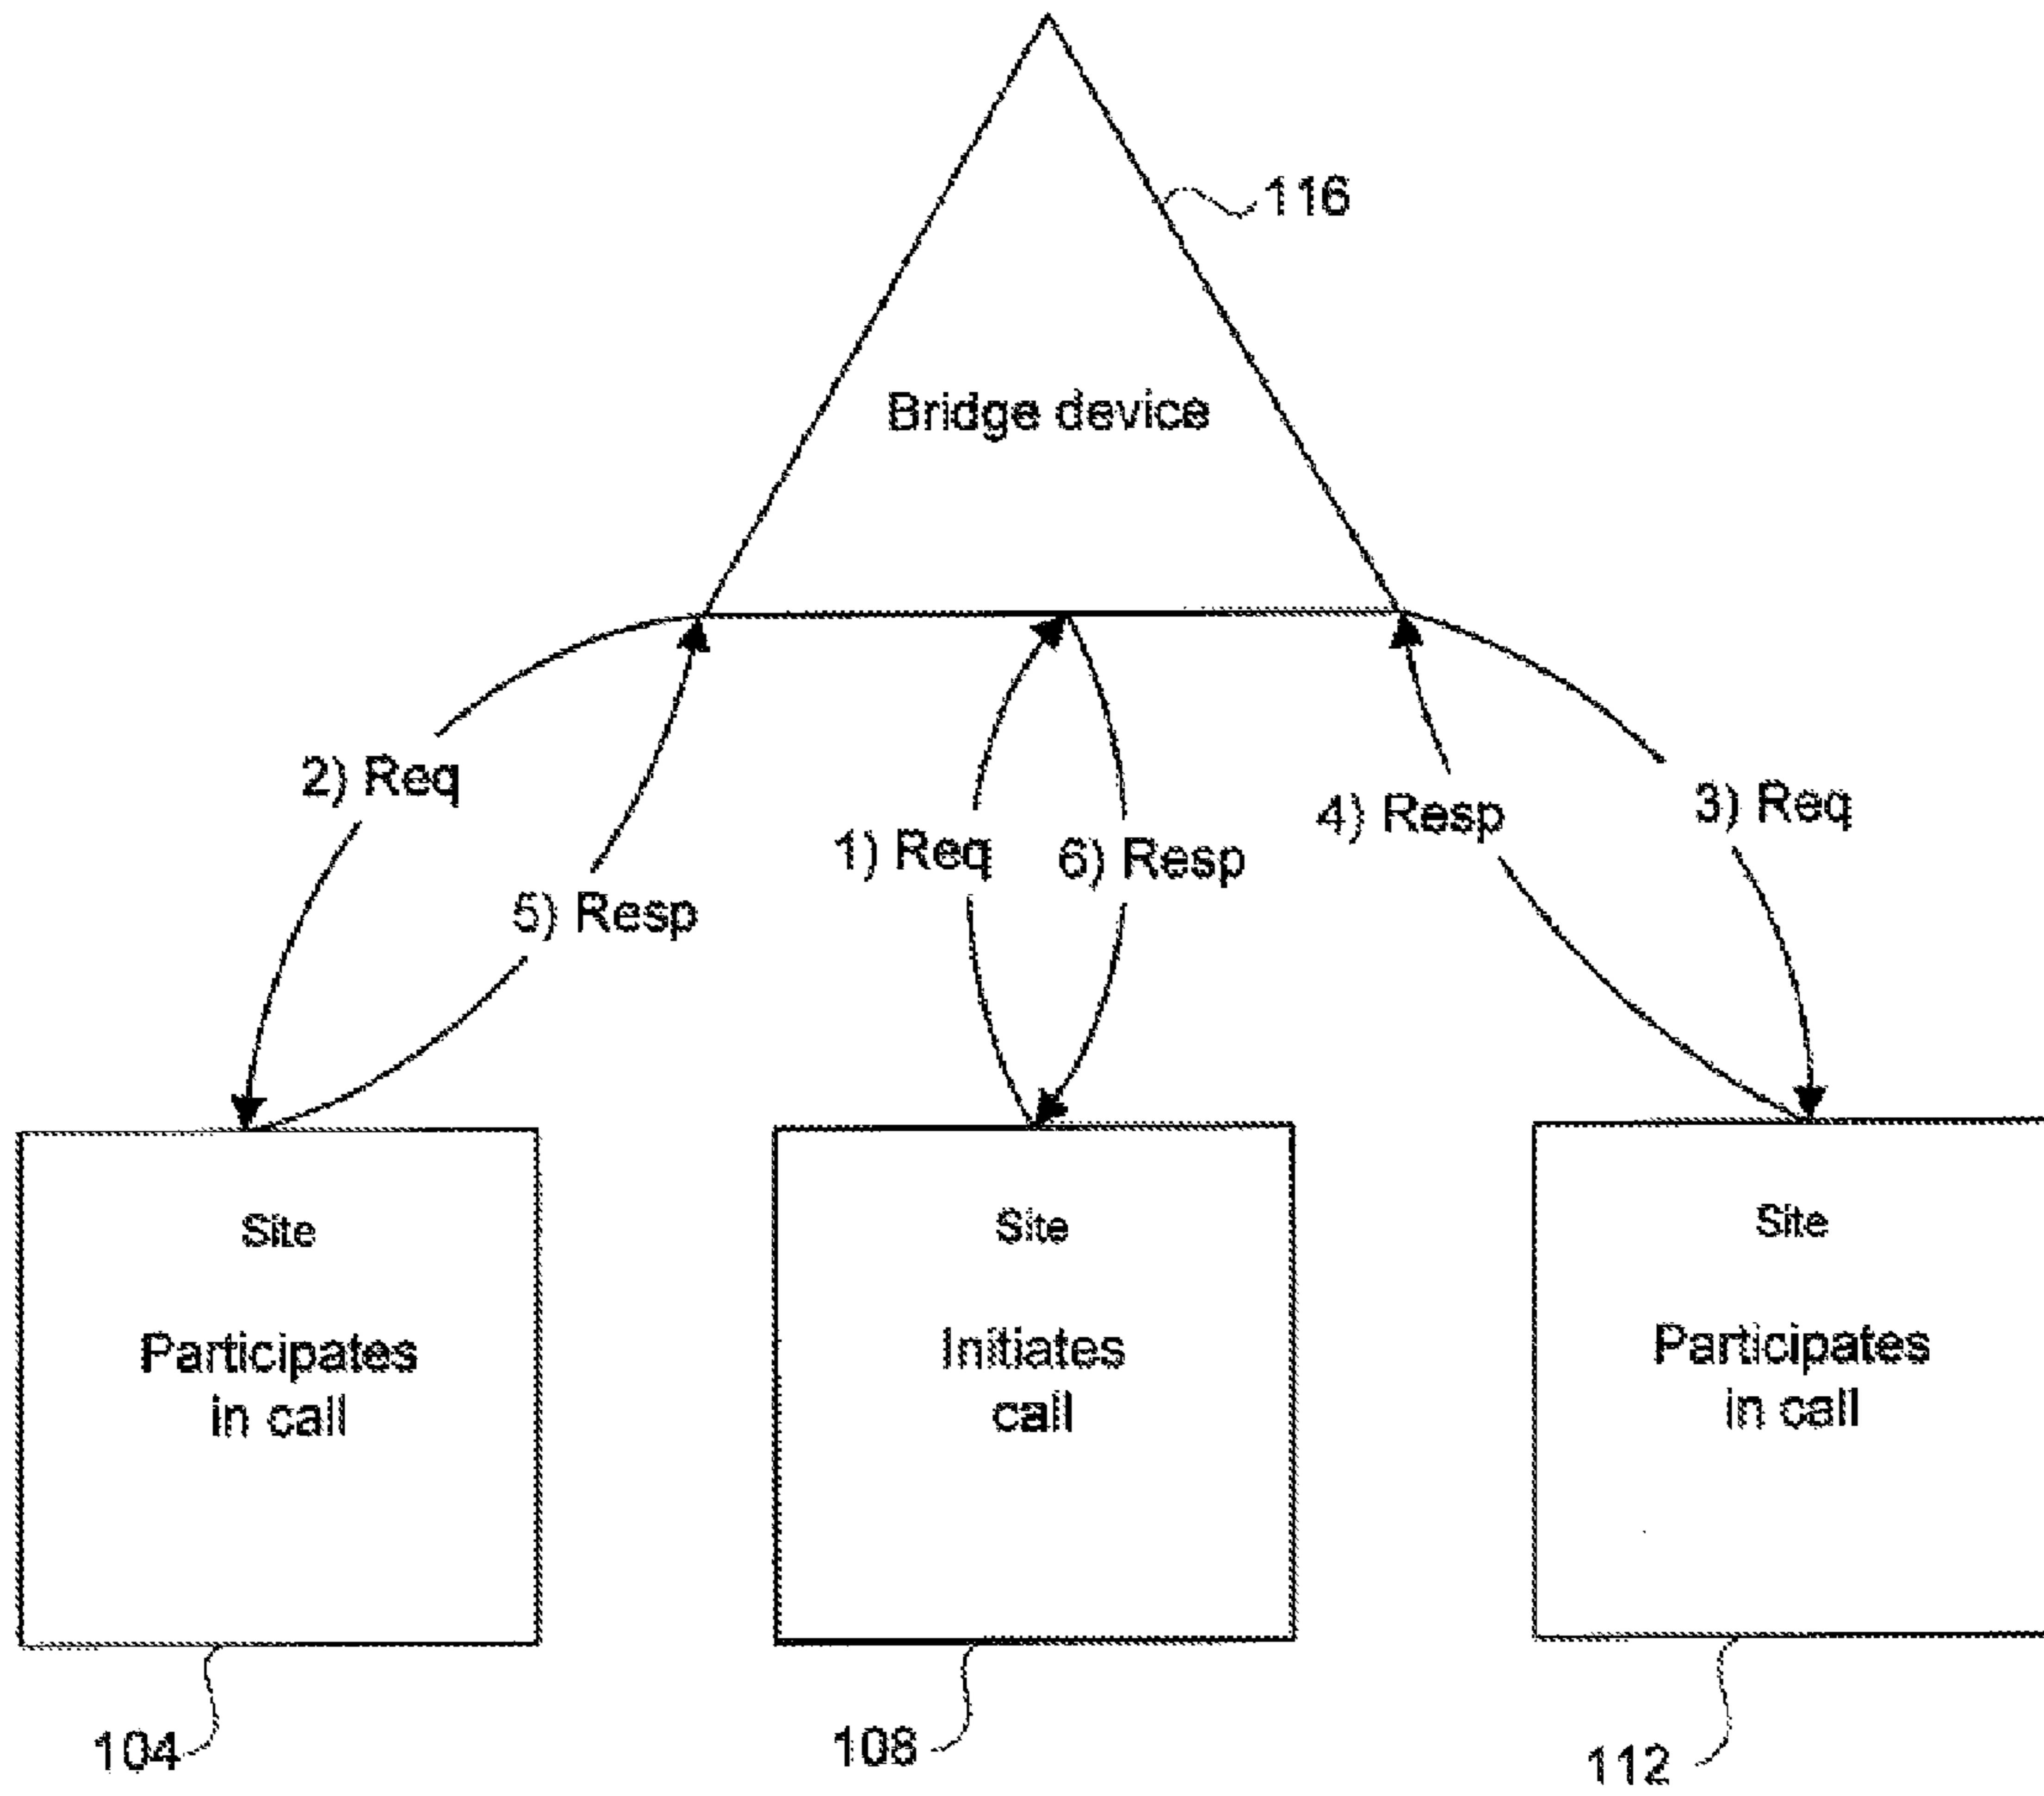 116
Bridge device
2) Req
5) Resp
1) Req
6) Resp
4) Resp
3) Req
Site
Participates
in call
Site
Initiates
call
Site
Participates
in call
104
108
112